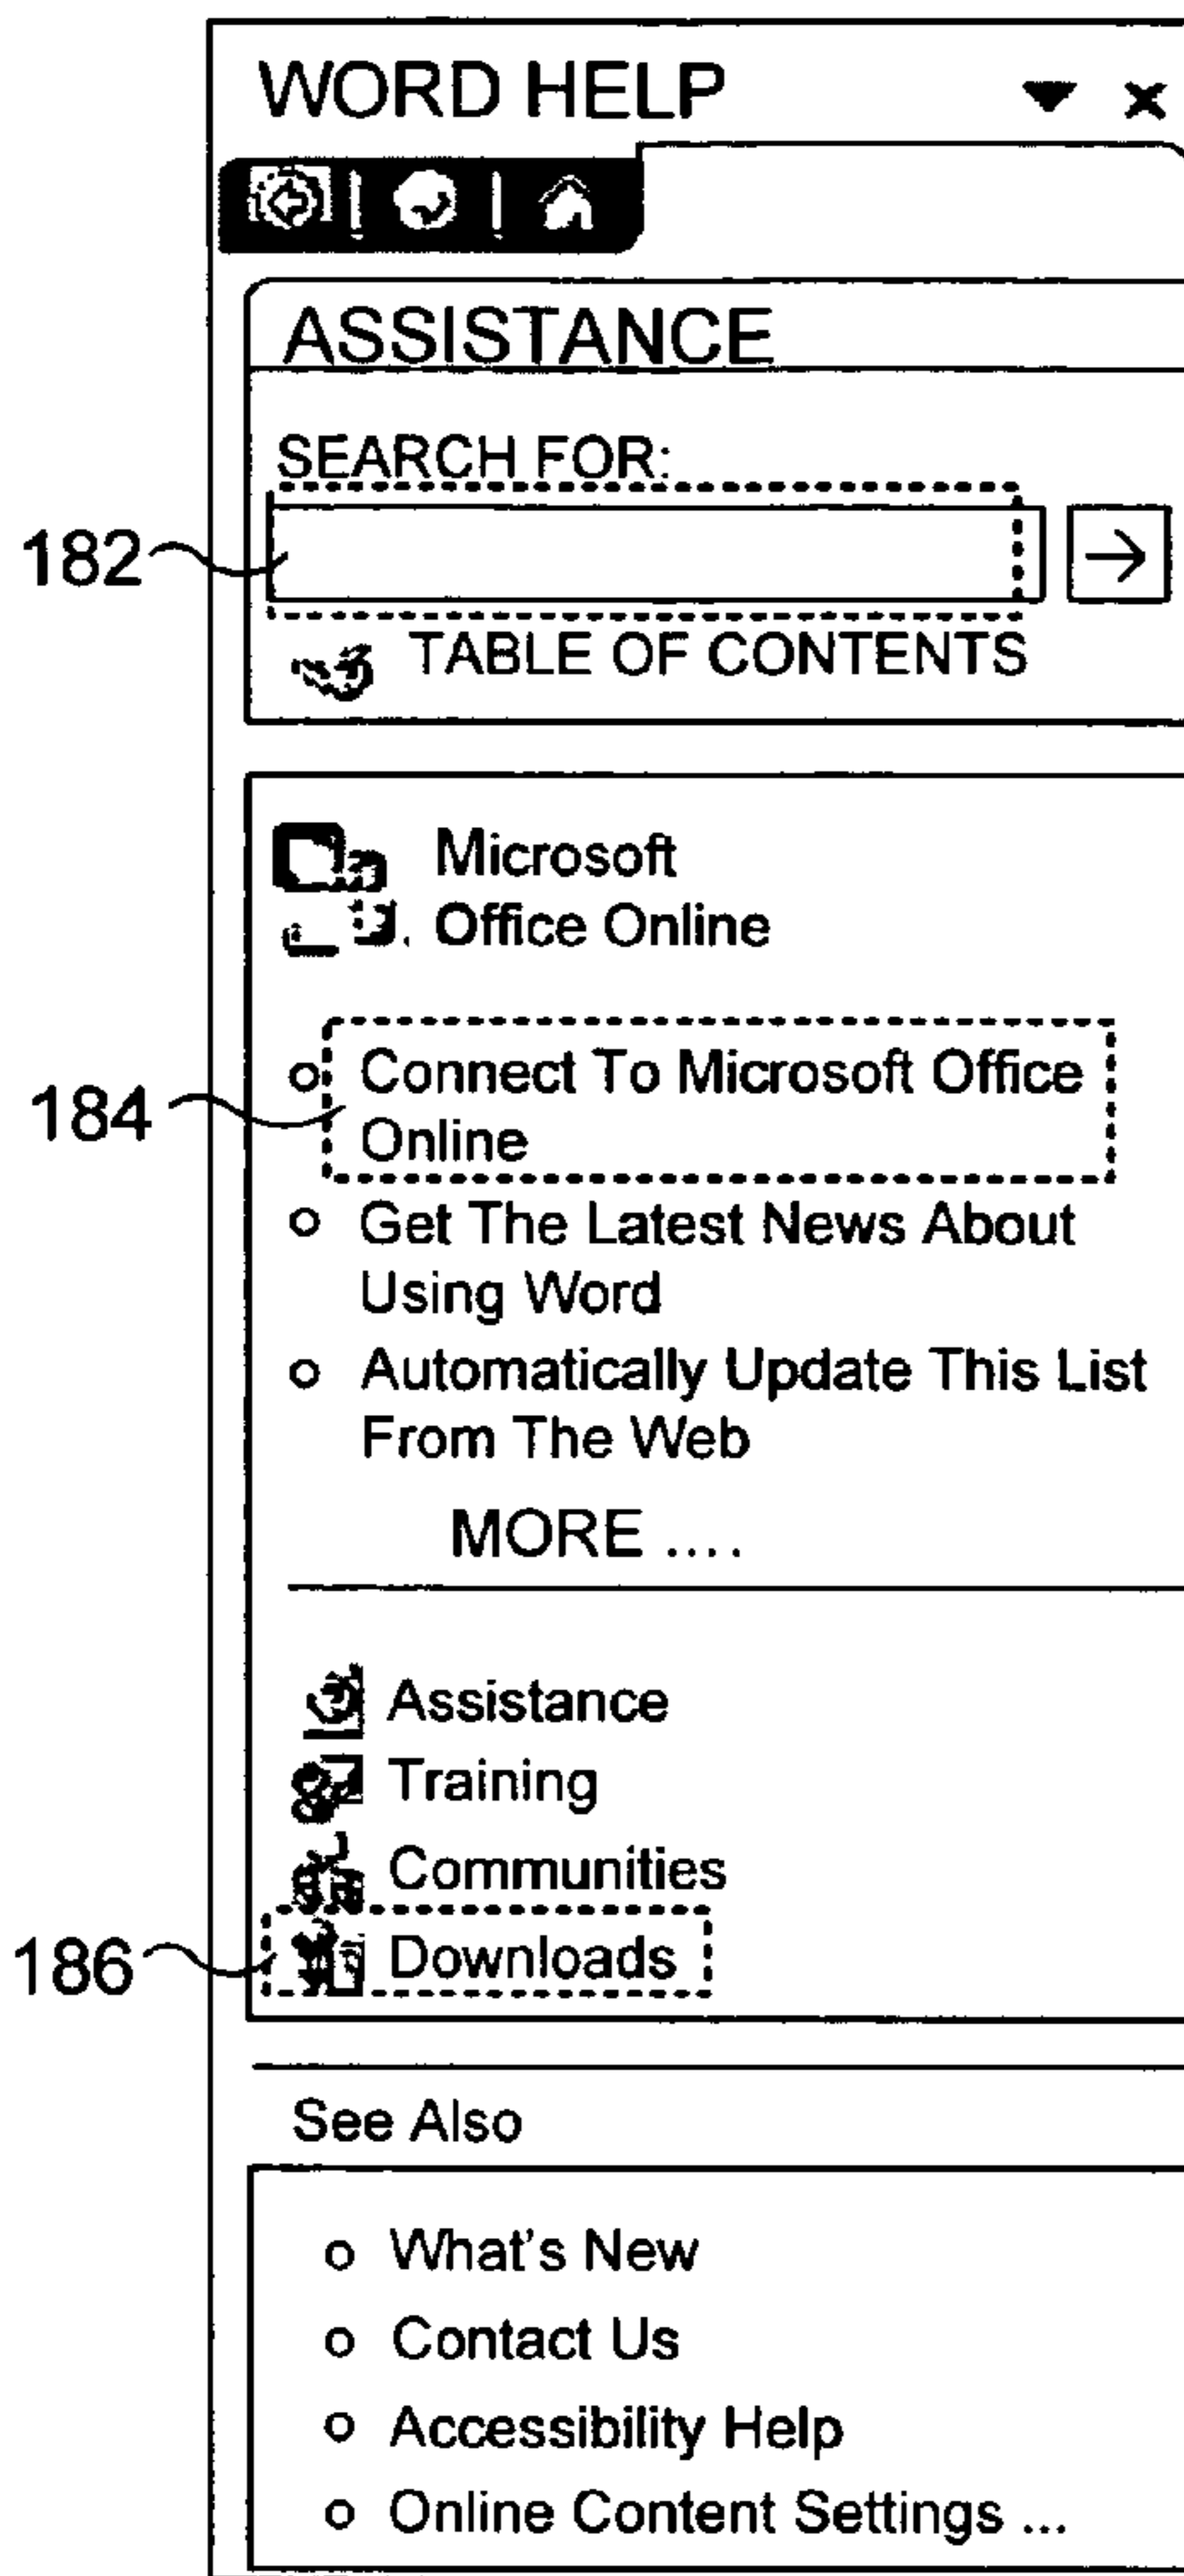 WORD HELP
ASSISTANCE
SEARCH FOR:
182
TABLE OF CONTENTS
Microsoft
Office Online
Connect To Microsoft Office
184
Online
Get The Latest News About
Using Word
Automatically Update This List
From The Web
MORE ....
Assistance
Training
Communities
186
Downloads
See Also
What's New
Contact Us
Accessibility Help
Online Content Settings ...